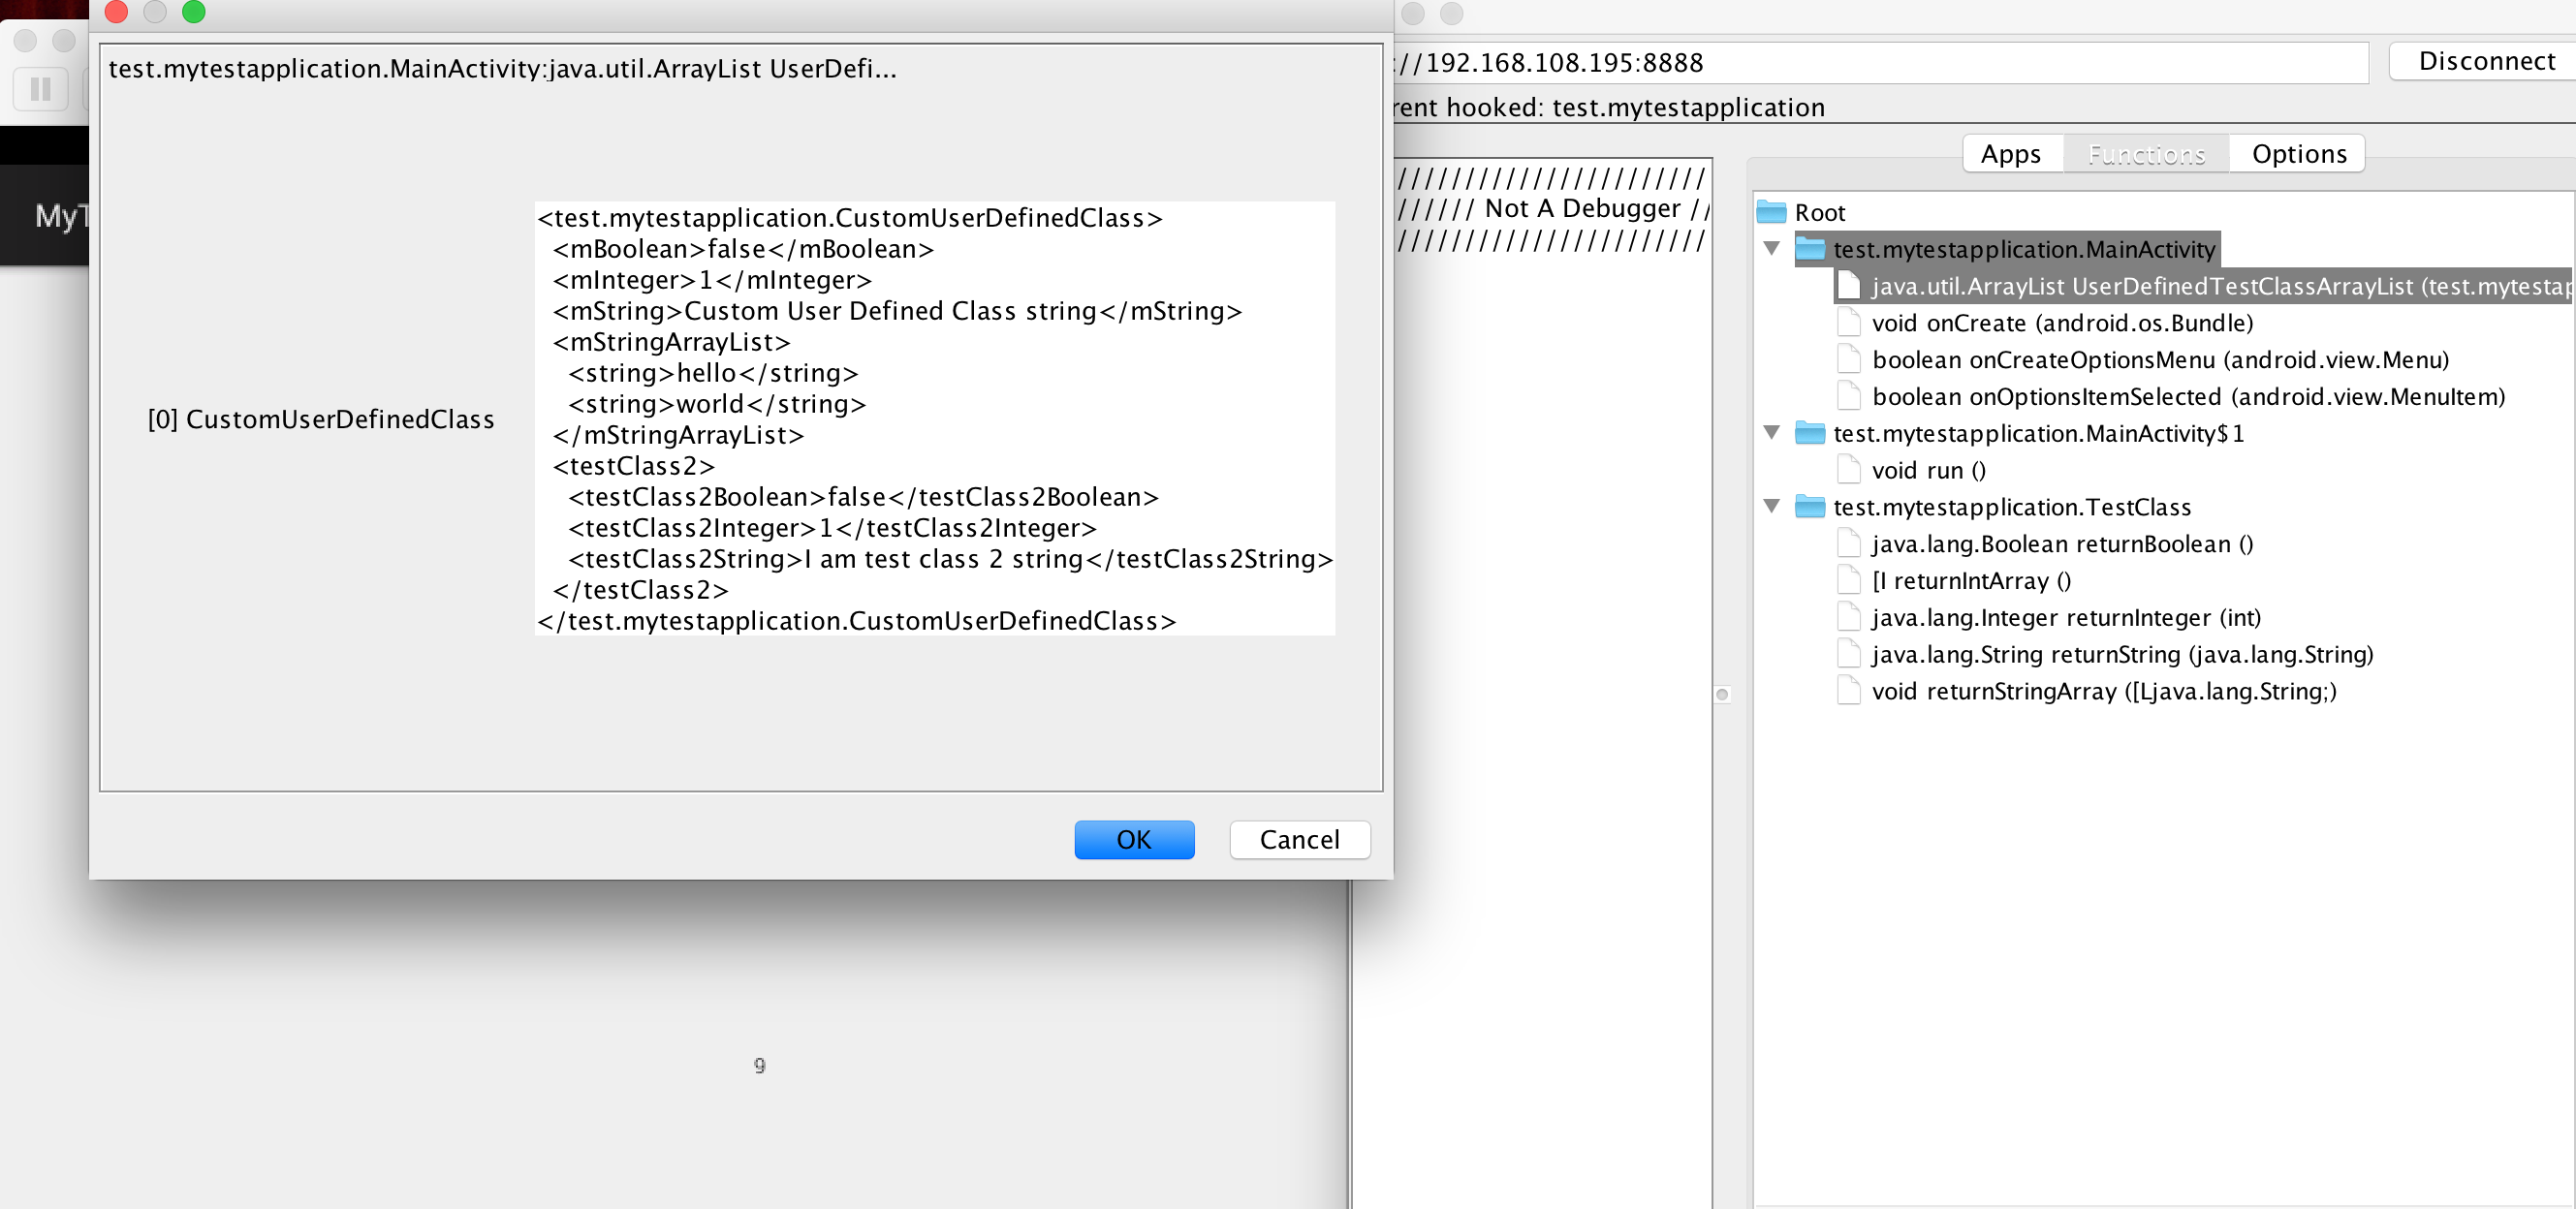 test.mytestapplication.MainActivity:java.util.ArrayList UserDefi...
[0] CustomUserDefinedClass
<test.mytestapplication.CustomUserDefinedClass>
<mBoolean>false</mBoolean>
<mInteger>1</mInteger>
<mString>Custom User Defined Class string</mString>
<mStringArrayList>
<string>hello</string>
<string>world</string>
</mStringArrayList>
<testClass2>
<testClass2Boolean>false</testClass2Boolean>
<testClass2Integer>1</testClass2Integer>
<testClass2String>I am test class 2 string</testClass2String>
</testClass2>
</test.mytestapplication.CustomUserDefinedClass>
OK
Cancel
MyT
9
://192.168.108.195:8888
Disconnect
rent hooked: test.mytestapplication
///////////////////////
////// Not A Debugger //
///////////////////////
Apps
Functions
Options
Root
test.mytestapplication.MainActivity
java.util.ArrayList UserDefinedTestClassArrayList (test.mytestap
void onCreate (android.os.Bundle)
boolean onCreateOptionsMenu (android.view.Menu)
boolean onOptionsItemSelected (android.view.MenuItem)
test.mytestapplication.MainActivity$1
void run ()
test.mytestapplication.TestClass
java.lang.Boolean returnBoolean ()
[I returnIntArray ()
java.lang.Integer returnInteger (int)
java.lang.String returnString (java.lang.String)
void returnStringArray ([Ljava.lang.String;)